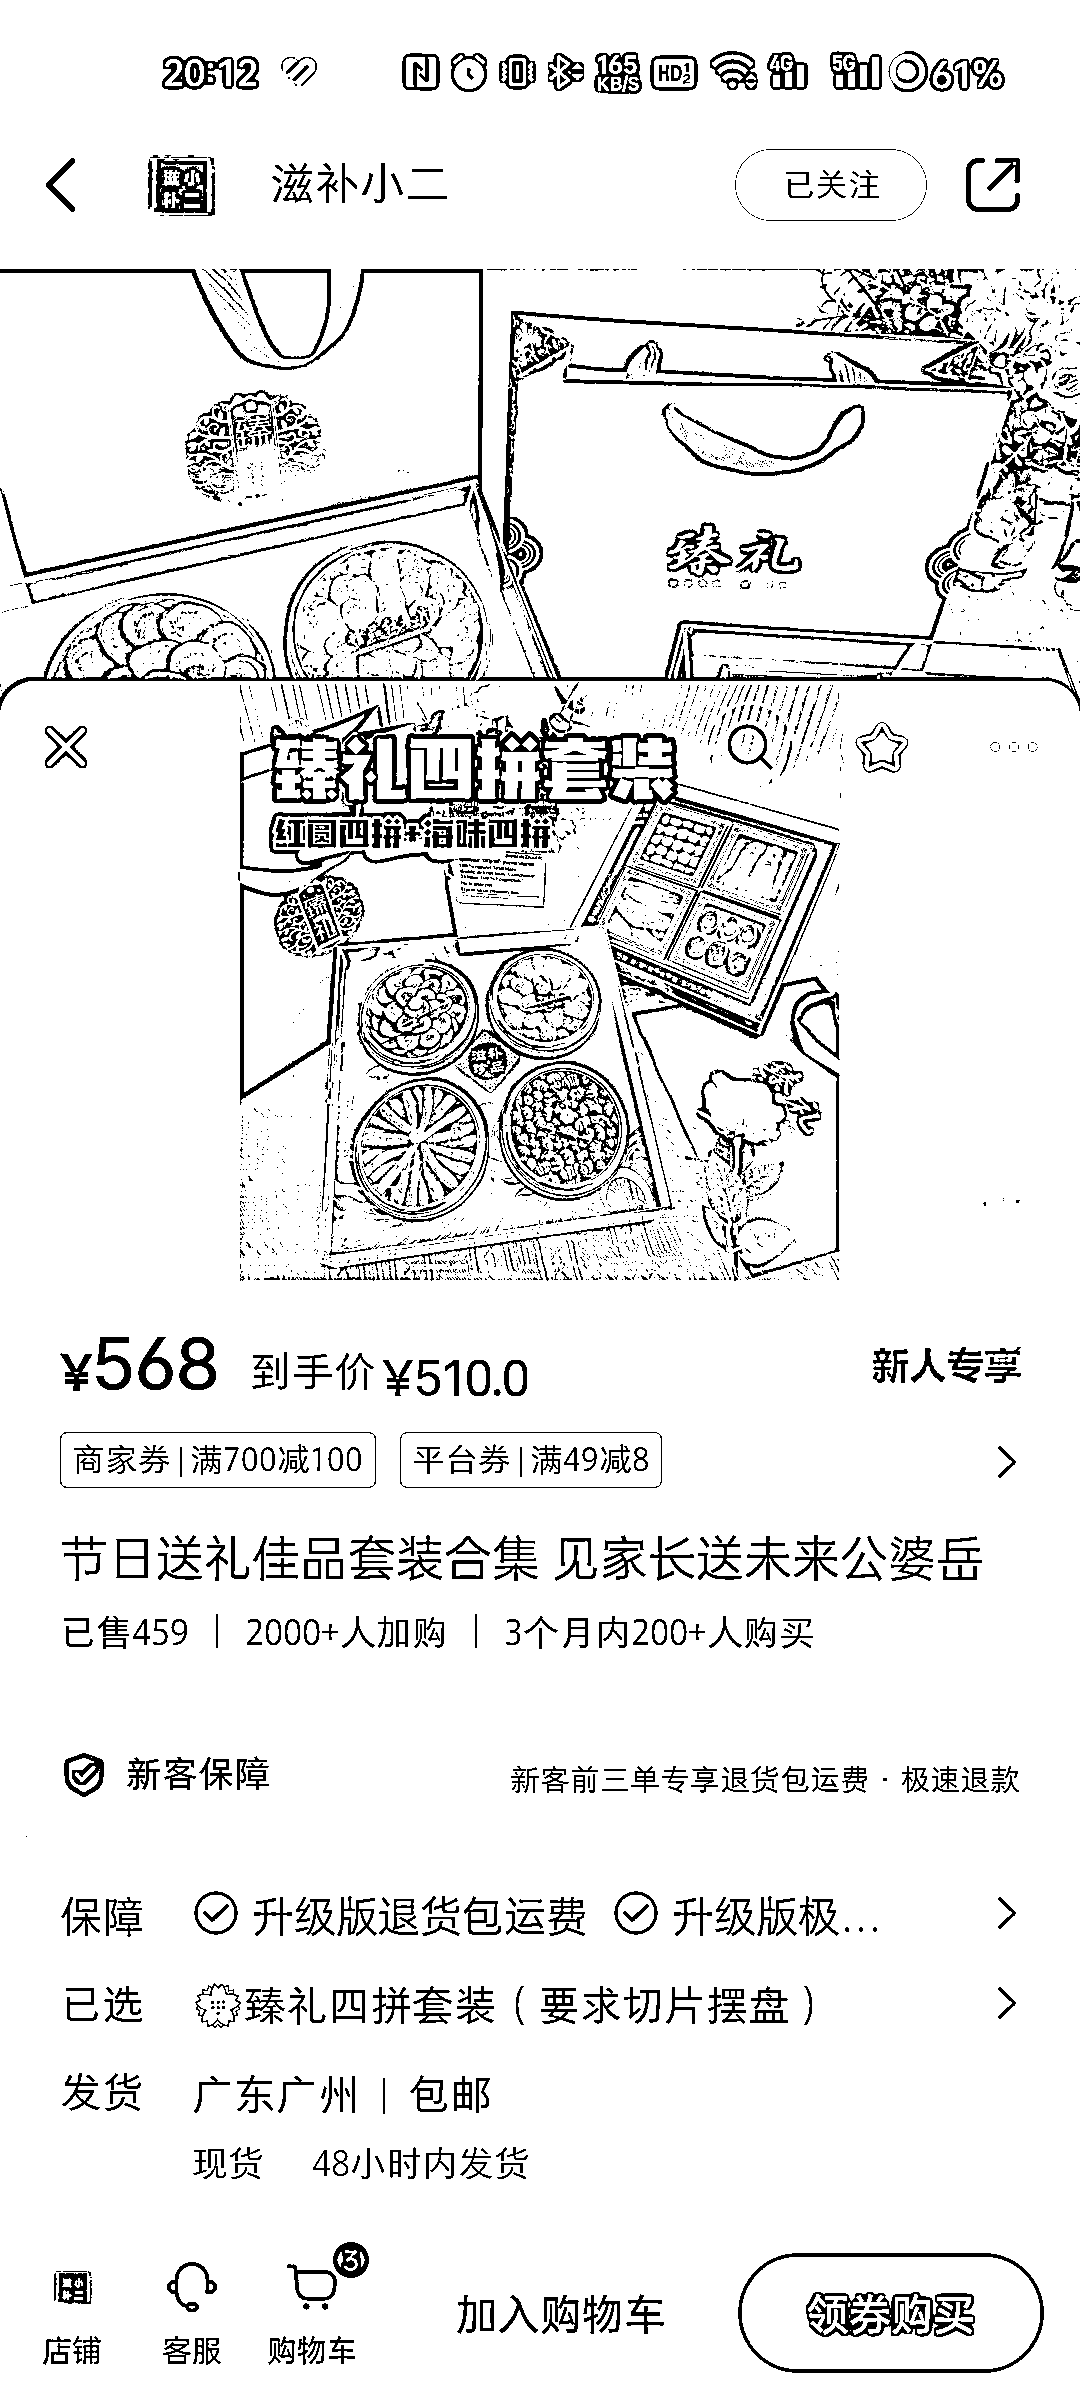 20:12 165 KB/S HD 4G 5G 61%
滋补小二 已关注
臻礼
臻礼四拼套装
红圆四拼+海味四拼
臻礼
¥568 到手价 ¥510.0 新人专享
商家券|满700减100 平台券|满49减8
节日送礼佳品套装合集 见家长送未来公婆岳
已售459 | 2000+人加购 | 3个月内200+人购买
新客保障 新客前三单专享退货包运费 · 极速退款
保障 升级版退货包运费 升级版极...
已选 臻礼四拼套装（要求切片摆盘）
发货 广东广州 | 包邮
现货 48小时内发货
店铺 客服 购物车 加入购物车 领券购买